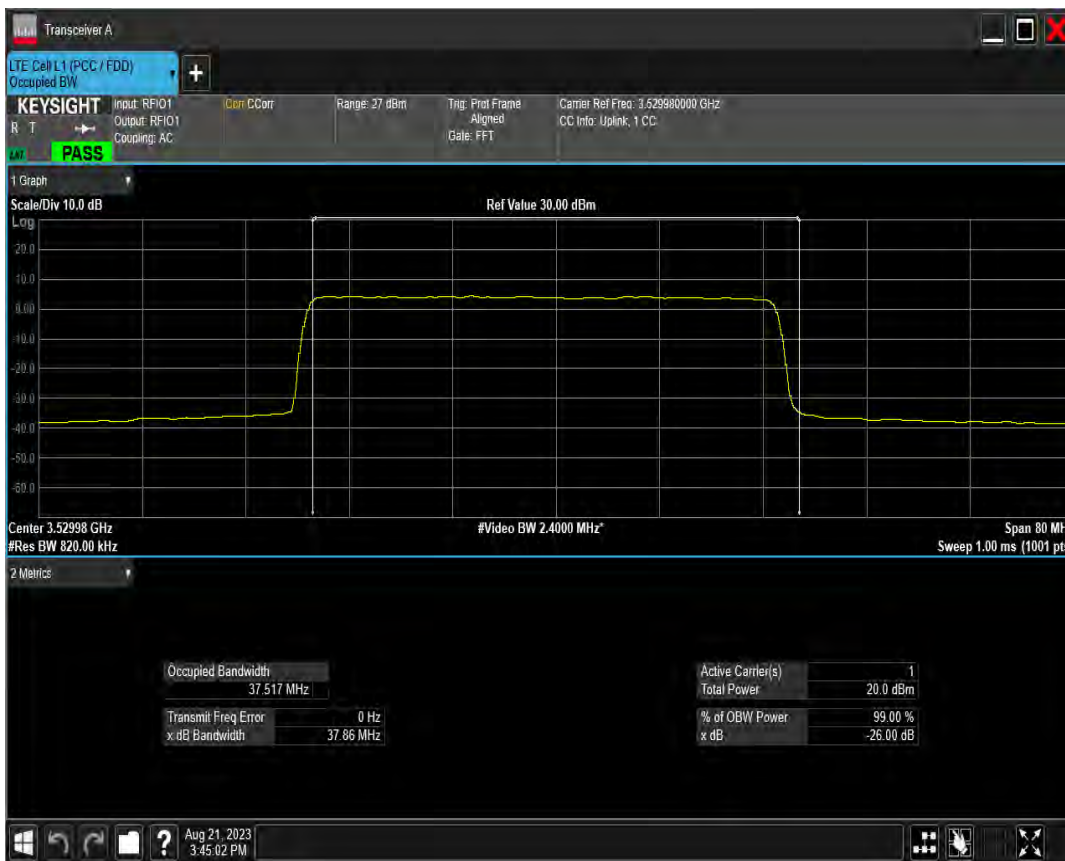 Transceiver A
LTE Cell L1 (PCC / FDD)
Occupied BW
+
KEYSIGHT
R T
PASS
Input: RFIO1
Output: RFIO1
Coupling: AC
Corr CCorr
Range: 27 dBm
Trig: Prot Frame
Aligned
Gate: FFT
Carrier Ref Freq: 3.529980000 GHz
CC Info: Uplink, 1 CC
1 Graph
Scale/Div 10.0 dB
Ref Value 30.00 dBm
Log
20.0
10.0
0.00
-10.0
-20.0
-30.0
-40.0
-50.0
-60.0
Center 3.52998 GHz
#Video BW 2.4000 MHz*
Span 80 MH
#Res BW 820.00 kHz
Sweep 1.00 ms (1001 pts
2 Metrics
Occupied Bandwidth
37.517 MHz
Transmit Freq Error 0 Hz
x dB Bandwidth 37.86 MHz
Active Carrier(s) 1
Total Power 20.0 dBm
% of OBW Power 99.00 %
x dB -26.00 dB
?
Aug 21, 2023
3:45:02 PM